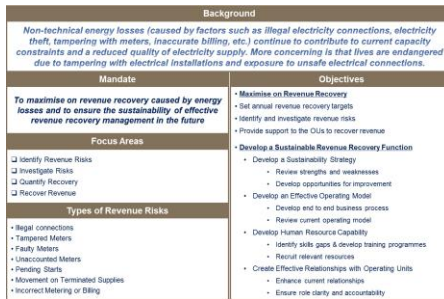 Background
Non-technical energy losses (caused by factors such as illegal electricity connections, electricity
theft, tampering with meters, inaccurate billing, etc.) continue to contribute to current capacity
constraints and a reduced quality of electricity supply. More concerning is that lives are endangered
due to tampering with electrical installations and exposure to unsafe electrical connections.
Mandate
To maximise on revenue recovery caused by energy
losses and to ensure the sustainability of effective
revenue recovery management in the future
Focus Areas
❑ Identify Revenue Risks
❑ Investigate Risks
❑ Quantify Recovery
❑ Recover Revenue
Types of Revenue Risks
• Illegal connections
• Tampered Meters
• Faulty Meters
• Unaccounted Meters
• Pending Starts
• Movement on Terminated Supplies
• Incorrect Metering or Billing
Objectives
• Maximise on Revenue Recovery
• Set annual revenue recovery targets
• Identify and investigate revenue risks
• Provide support to the OUs to recover revenue
• Develop a Sustainable Revenue Recovery Function
• Develop a Sustainability Strategy
• Review strengths and weaknesses
• Develop opportunities for improvement
• Develop an Effective Operating Model
• Develop end to end business process
• Review current operating model
• Develop Human Resource Capability
• Identify skills gaps & develop training programmes
• Recruit relevant resources
• Create Effective Relationships with Operating Units
• Enhance current relationships
• Ensure role clarity and accountability